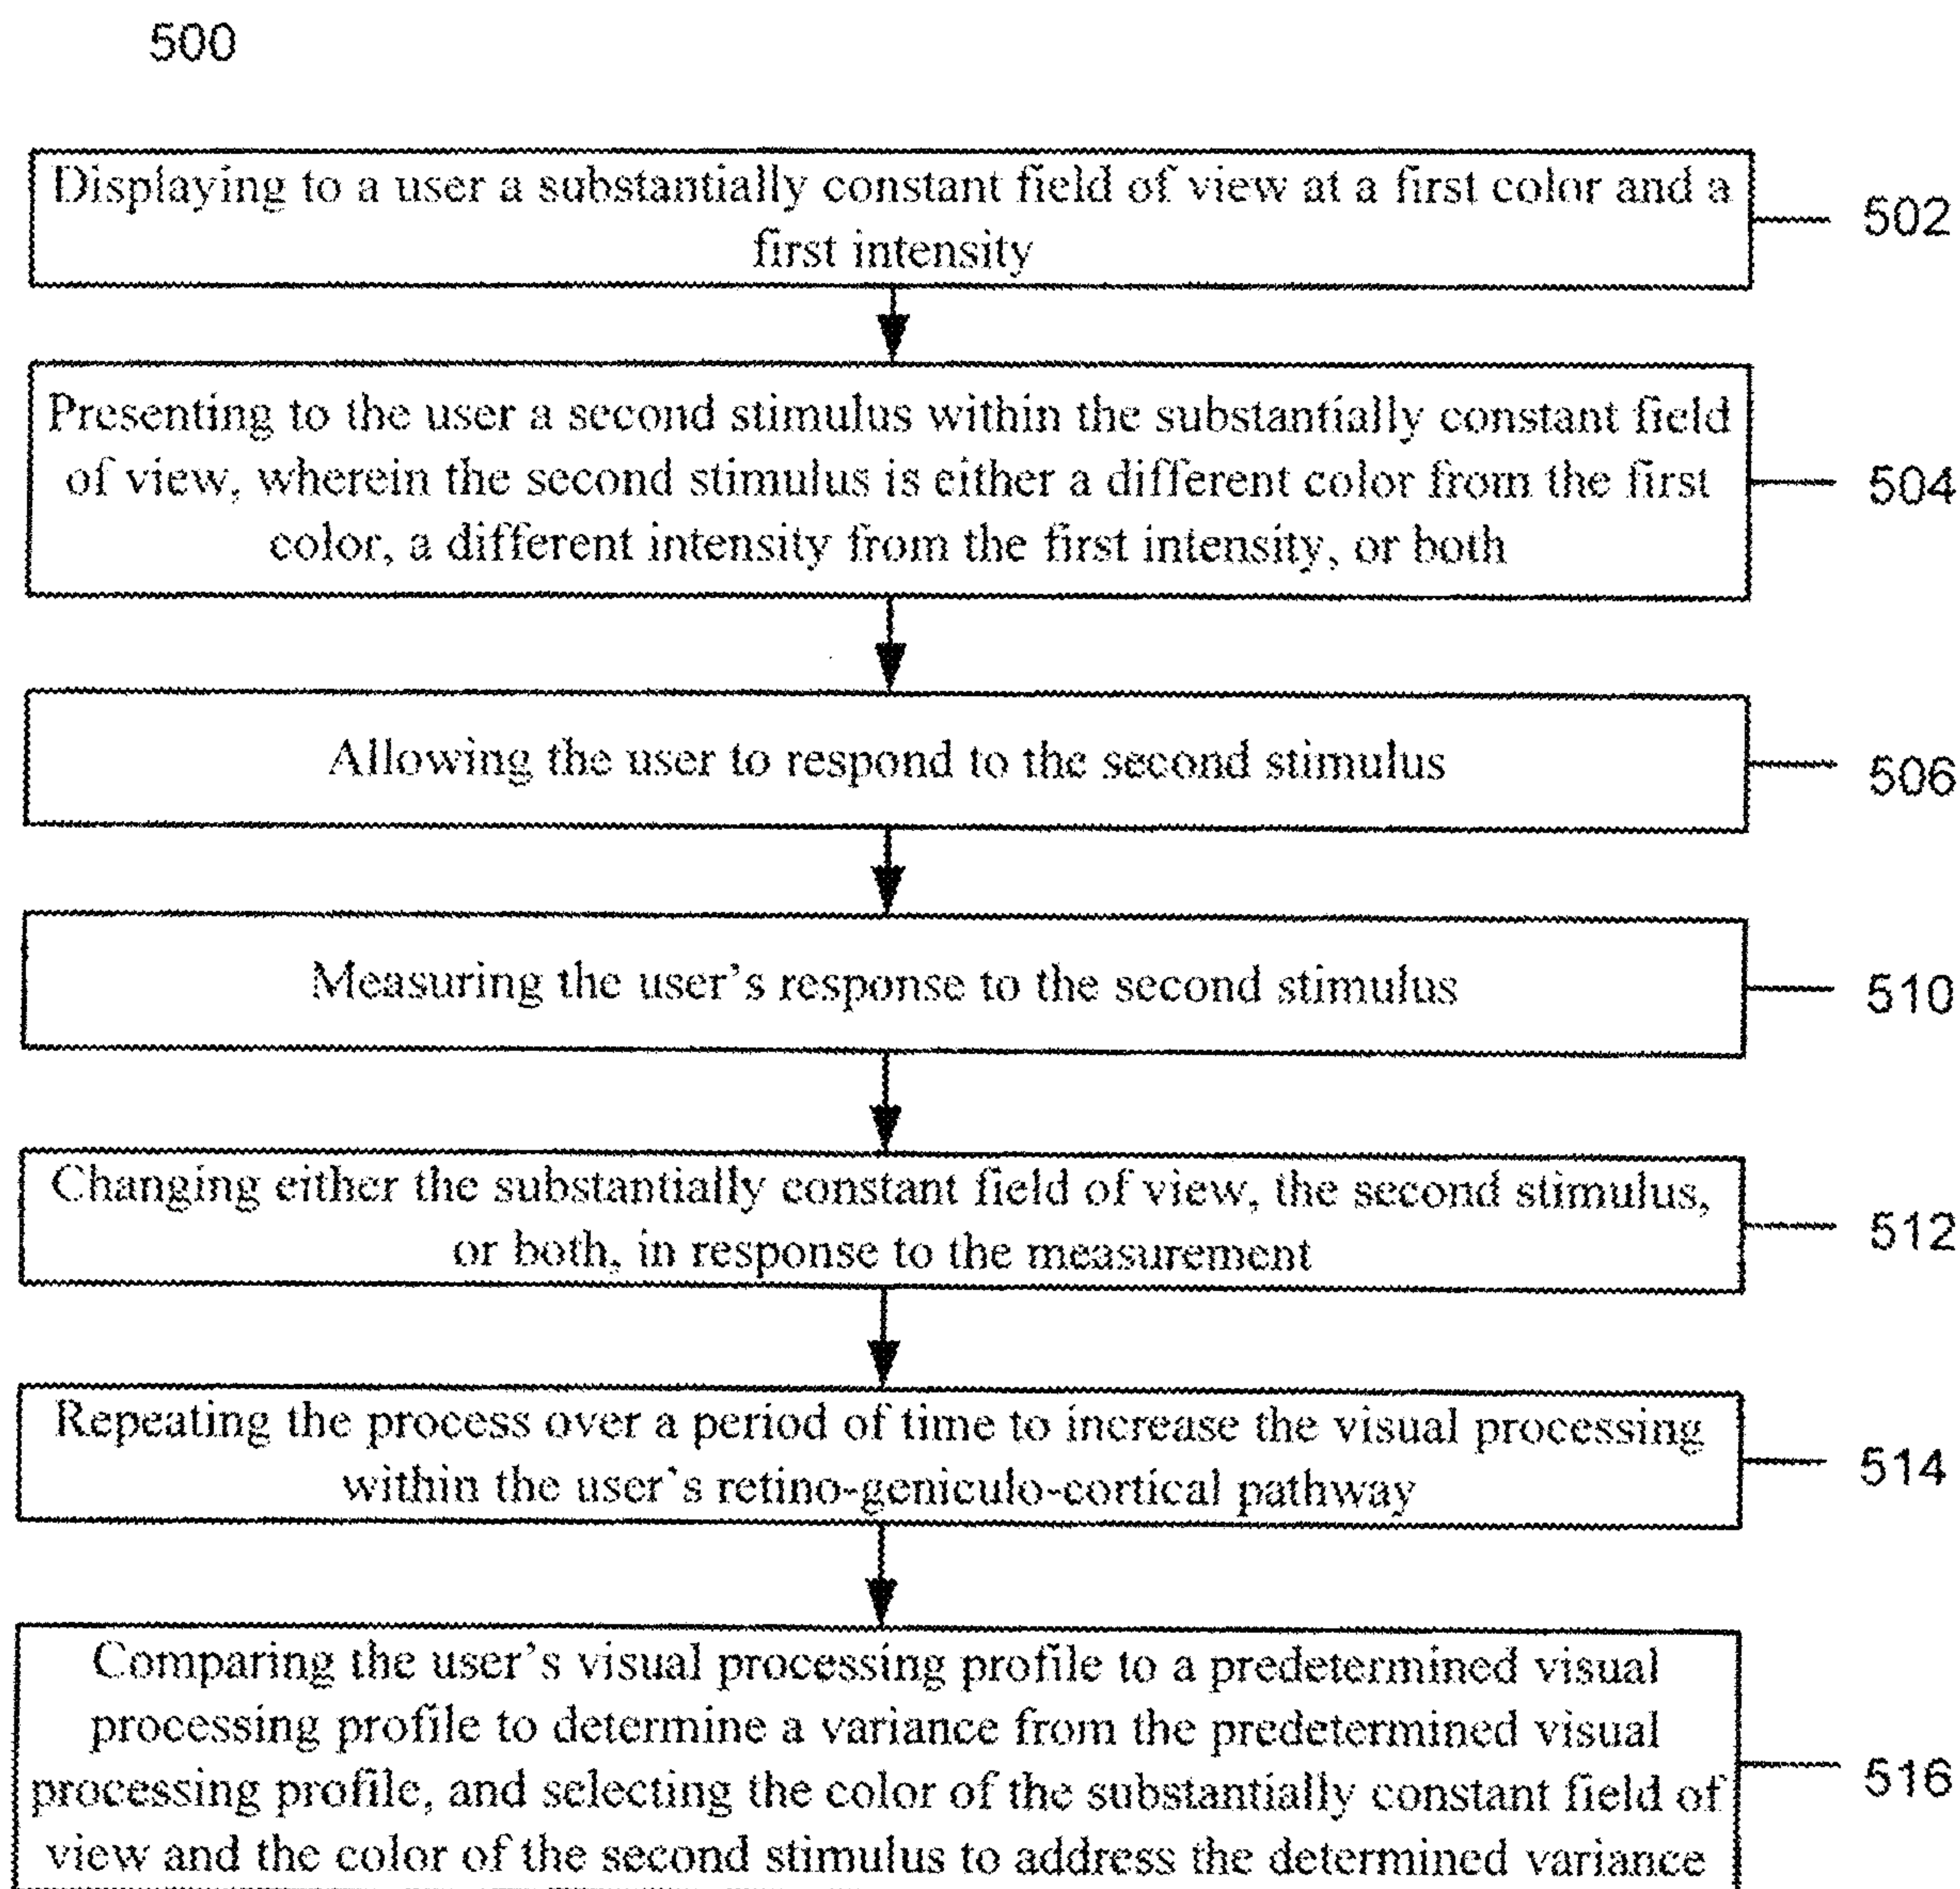 500
Displaying to a user a substantially constant field of view at a first color and a
first intensity
502
Presenting to the user a second stimulus within the substantially constant field
of view, wherein the second stimulus is either a different color from the first
color, a different intensity from the first intensity, or both
504
Allowing the user to respond to the second stimulus
506
Measuring the user's response to the second stimulus
510
Changing either the substantially constant field of view, the second stimulus,
or both, in response to the measurement
512
Repeating the process over a period of time to increase the visual processing
within the user's retino-geniculo-cortical pathway
514
Comparing the user's visual processing profile to a predetermined visual
processing profile to determine a variance from the predetermined visual
processing profile, and selecting the color of the substantially constant field of
view and the color of the second stimulus to address the determined variance
516